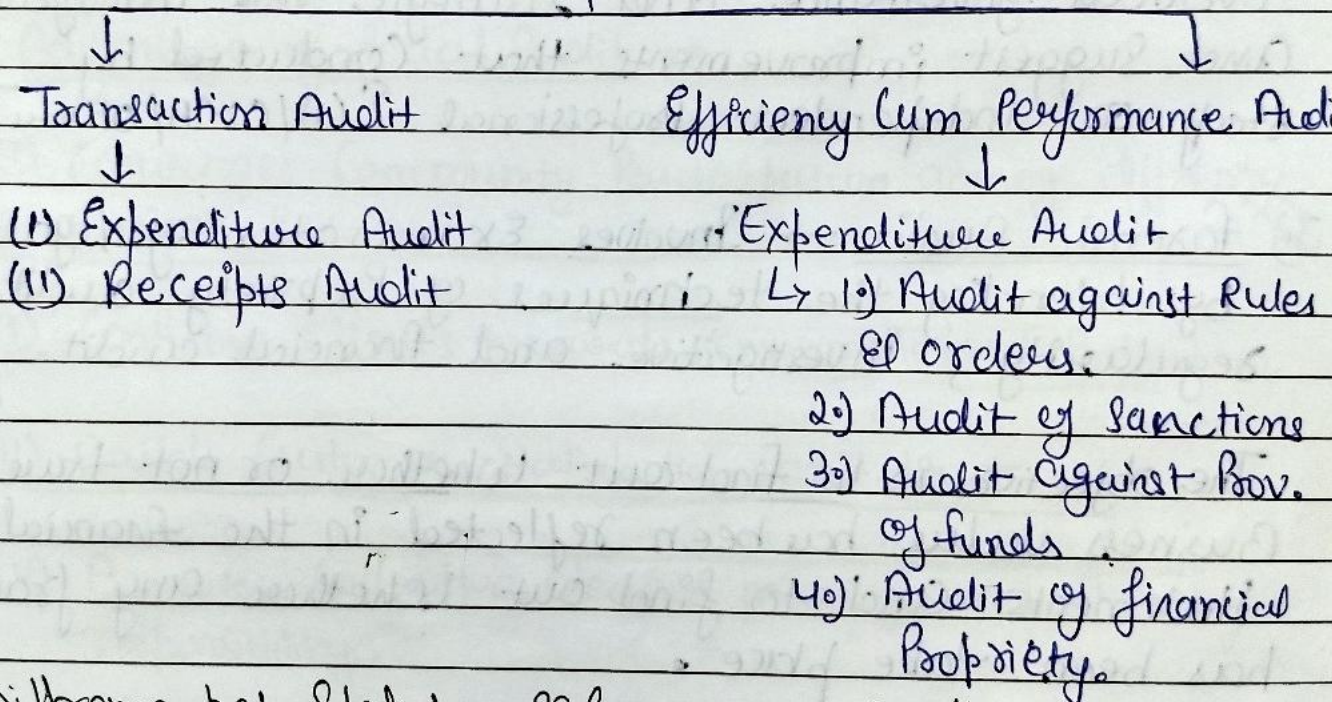 Transaction Audit Efficiency Cum Performance Audi
(I) Expenditure Audit Expenditure Audit
(II) Receipts Audit ↳ 1.) Audit against Rules
& orders.
2.) Audit of Sanctions
3.) Audit against Prov.
of funds.
4.) Audit of financial
Propriety.